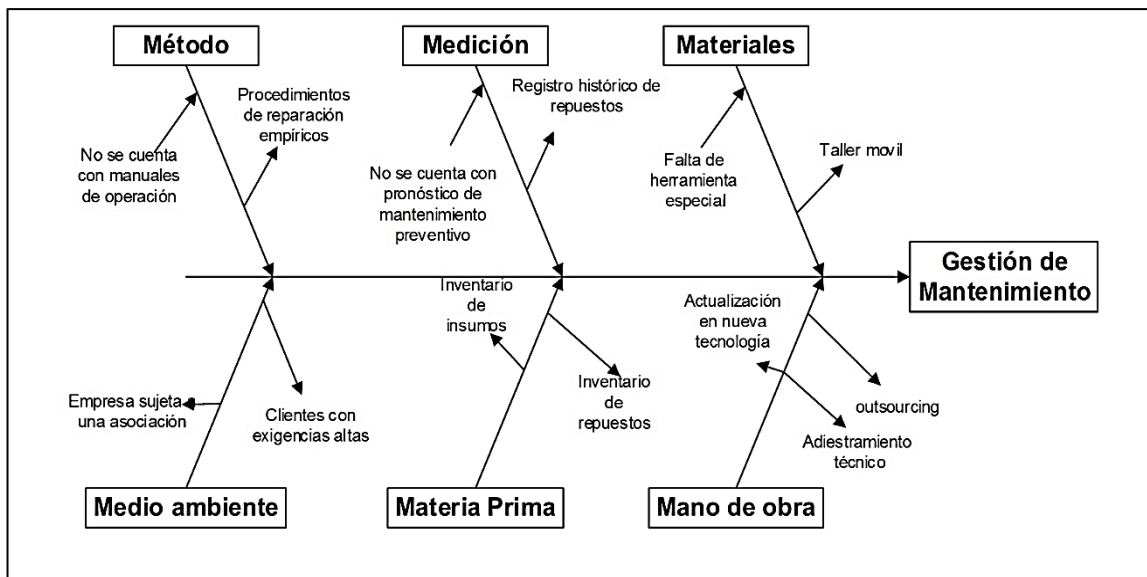 Método
Medición
Materiales
Procedimientos
de reparación
empíricos
No se cuenta
con manuales
de operación
Registro histórico de
repuestos
No se cuenta con
pronóstico de
mantenimiento
preventivo
Falta de
herramienta
especial
Taller movil
Gestión de
Mantenimiento
Inventario
de
insumos
Actualización
en nueva
tecnología
Empresa sujeta a
una asociación
Clientes con
exigencias altas
Inventario
de
repuestos
outsourcing
Adiestramiento
técnico
Medio ambiente
Materia Prima
Mano de obra